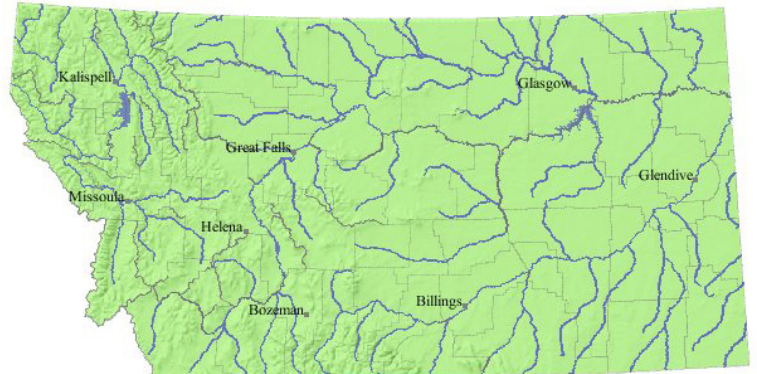 Kalispell
Glasgow
Great Falls
Glendive
Missoula
Helena
Billings
Bozeman